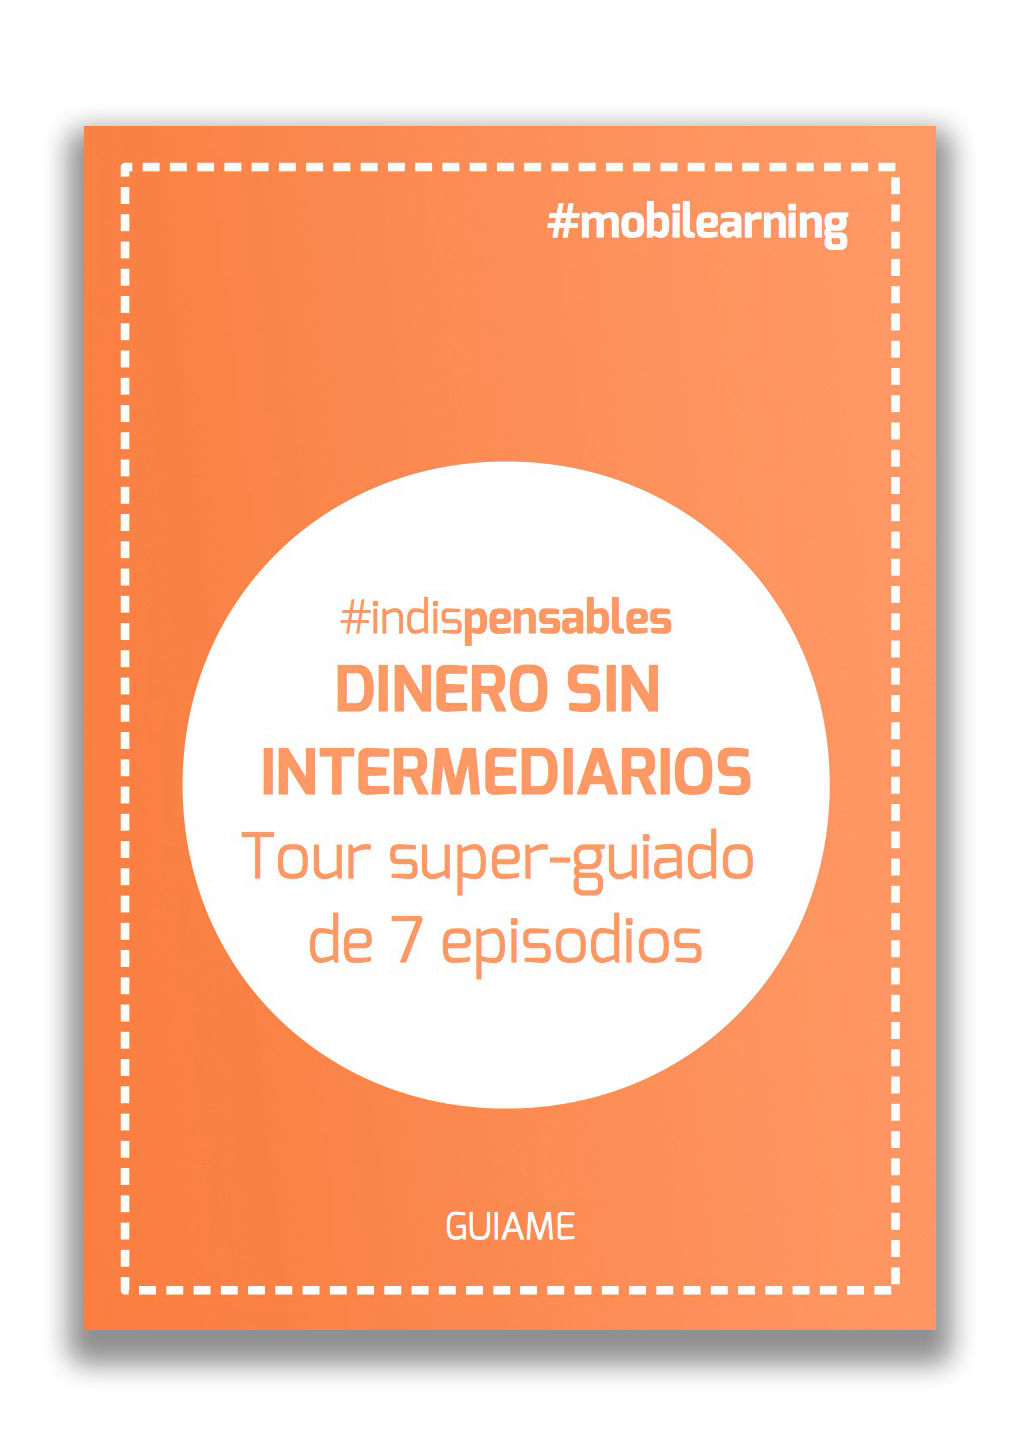 #mobilearning
#indispensables
DINERO SIN
INTERMEDIARIOS
Tour super-guiado
de 7 episodios
GUIAME